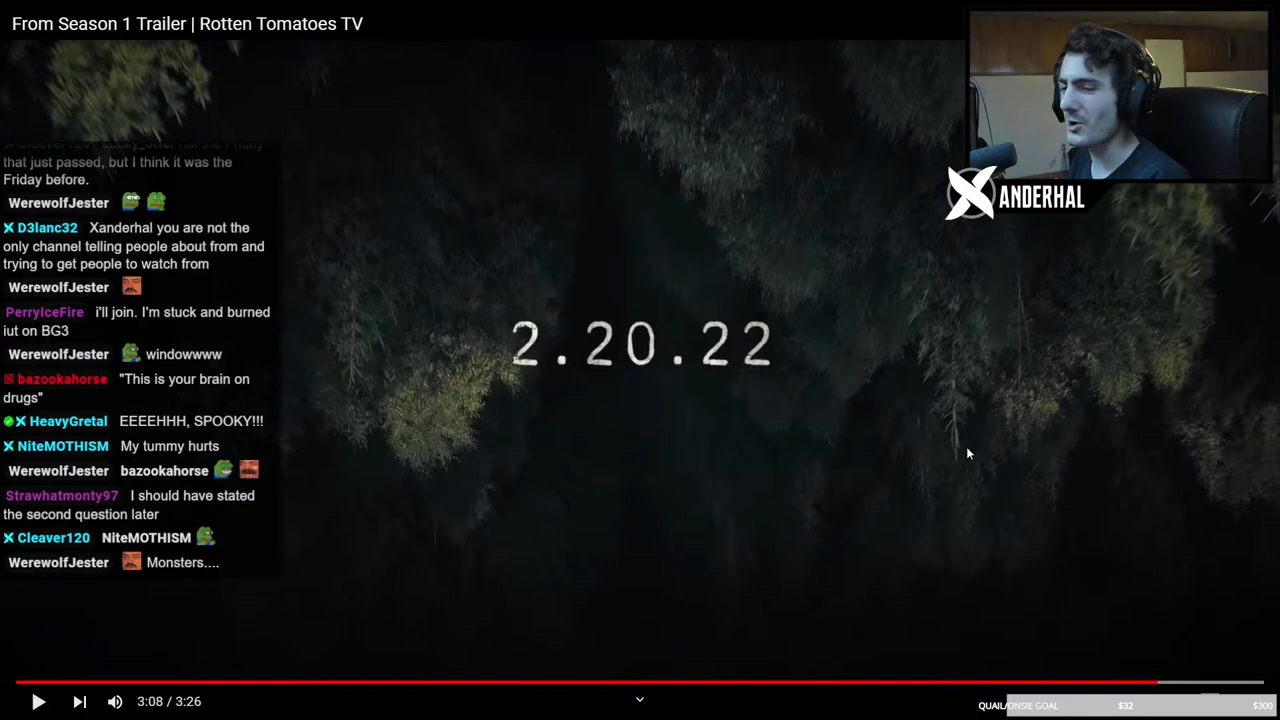 From Season 1 Trailer | Rotten Tomatoes TV
that just passed, but I think it was the
Friday before.
WerewolfJester
D3lanc32 Xanderhal you are not the
only channel telling people about from and
trying to get people to watch from
WerewolfJester
PerryIceFire i'll join. I'm stuck and burned
iut on BG3
WerewolfJester windowwww
bazookahorse "This is your brain on
drugs"
HeavyGretal EEEEHHH, SPOOKY!!!
NiteMOTHISM My tummy hurts
WerewolfJester bazookahorse
Strawhatmonty97 I should have stated
the second question later
Cleaver120 NiteMOTHISM
WerewolfJester Monsters....
2.20.22
XANDERHAL
3:08 / 3:26
QUAIL/ONSIE GOAL $32 $300